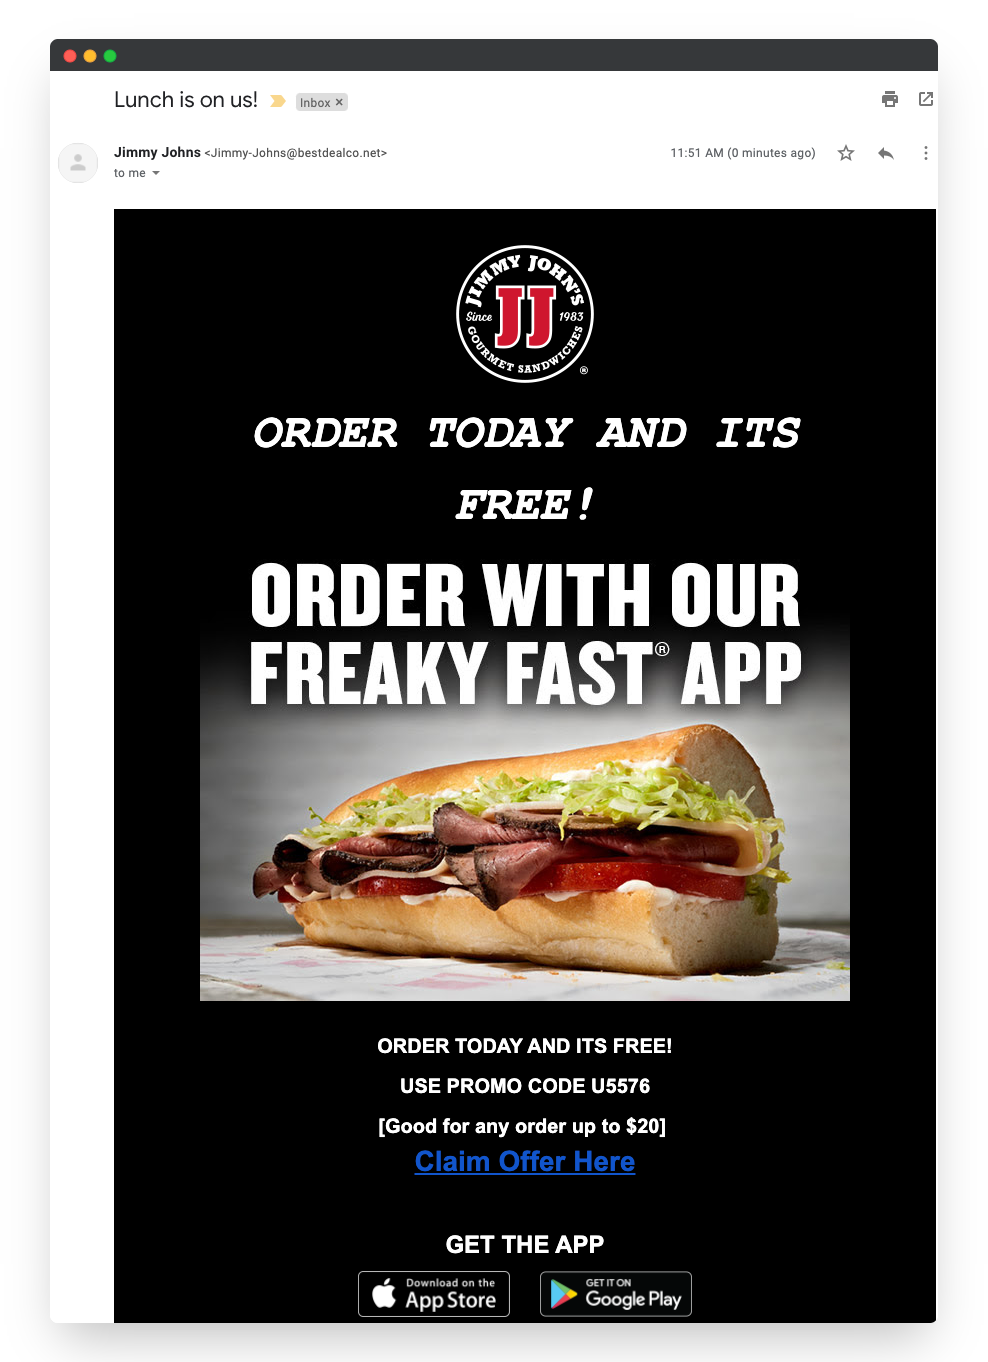 Lunch is on us!
Inbox ×
Jimmy Johns <Jimmy-Johns@bestdealco.net>
11:51 AM (0 minutes ago)
to me
JIMMY JOHN'S
Since JJ 1983
GOURMET SANDWICHES
®
ORDER TODAY AND ITS
FREE!
ORDER WITH OUR
FREAKY FAST® APP
ORDER TODAY AND ITS FREE!
USE PROMO CODE U5576
[Good for any order up to $20]
Claim Offer Here
GET THE APP
Download on the
App Store
GET IT ON
Google Play